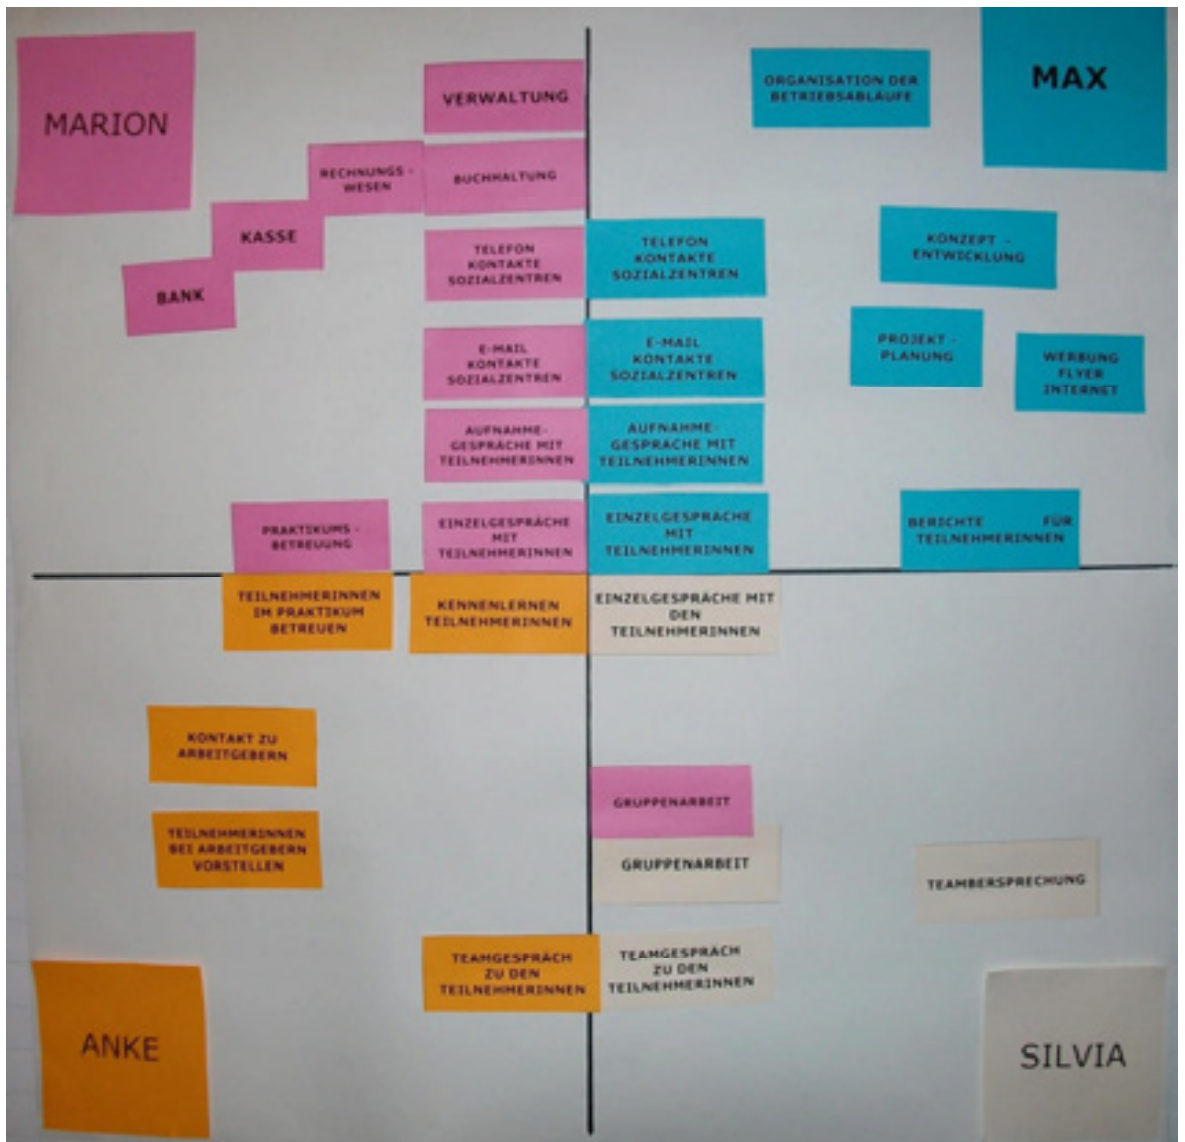 MARION
VERWALTUNG
RECHNUNGS -
WESEN
BUCHHALTUNG
KASSE
BANK
TELEFON
KONTAKTE
SOZIALZENTREN
E-MAIL
KONTAKTE
SOZIALZENTREN
AUFNAHME-
GESPRÄCHE MIT
TEILNEHMERINNEN
PRAKTIKUMS -
BETREUUNG
EINZELGESPRÄCHE
MIT
TEILNEHMERINNEN
MAX
ORGANISATION DER
BETRIEBSABLÄUFE
TELEFON
KONTAKTE
SOZIALZENTREN
KONZEPT -
ENTWICKLUNG
E-MAIL
KONTAKTE
SOZIALZENTREN
PROJEKT -
PLANUNG
WERBUNG
FLYER
INTERNET
AUFNAHME-
GESPRÄCHE MIT
TEILNEHMERINNEN
EINZELGESPRÄCHE
MIT
TEILNEHMERINNEN
BERICHTE FÜR
TEILNEHMERINNEN
TEILNEHMERINNEN
IM PRAKTIKUM
BETREUEN
KENNENLERNEN
TEILNEHMERINNEN
KONTAKT ZU
ARBEITGEBERN
TEILNEHMERINNEN
BEI ARBEITGEBERN
VORSTELLEN
TEAMGESPRÄCH
ZU DEN
TEILNEHMERINNEN
ANKE
EINZELGESPRÄCHE MIT
DEN
TEILNEHMERINNEN
GRUPPENARBEIT
GRUPPENARBEIT
TEAMBERSPRECHUNG
TEAMGESPRÄCH
ZU DEN
TEILNEHMERINNEN
SILVIA